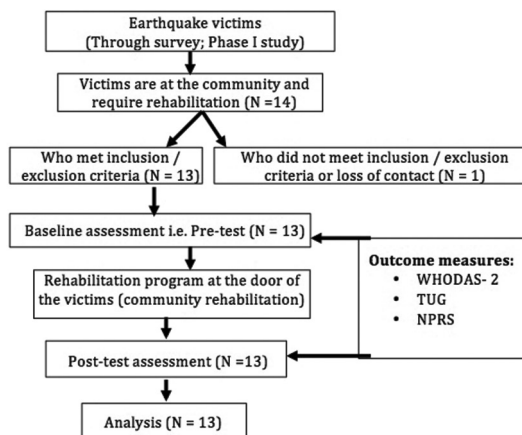 Earthquake victims
(Through survey; Phase I study)
Victims are at the community and
require rehabilitation (N =14)
Who met inclusion /
exclusion criteria (N = 13)
Who did not meet inclusion / exclusion
criteria or loss of contact (N = 1)
Baseline assessment i.e. Pre-test (N = 13)
Rehabilitation program at the door of
the victims (community rehabilitation)
Outcome measures:
• WHODAS- 2
• TUG
• NPRS
Post-test assessment (N =13)
Analysis (N = 13)